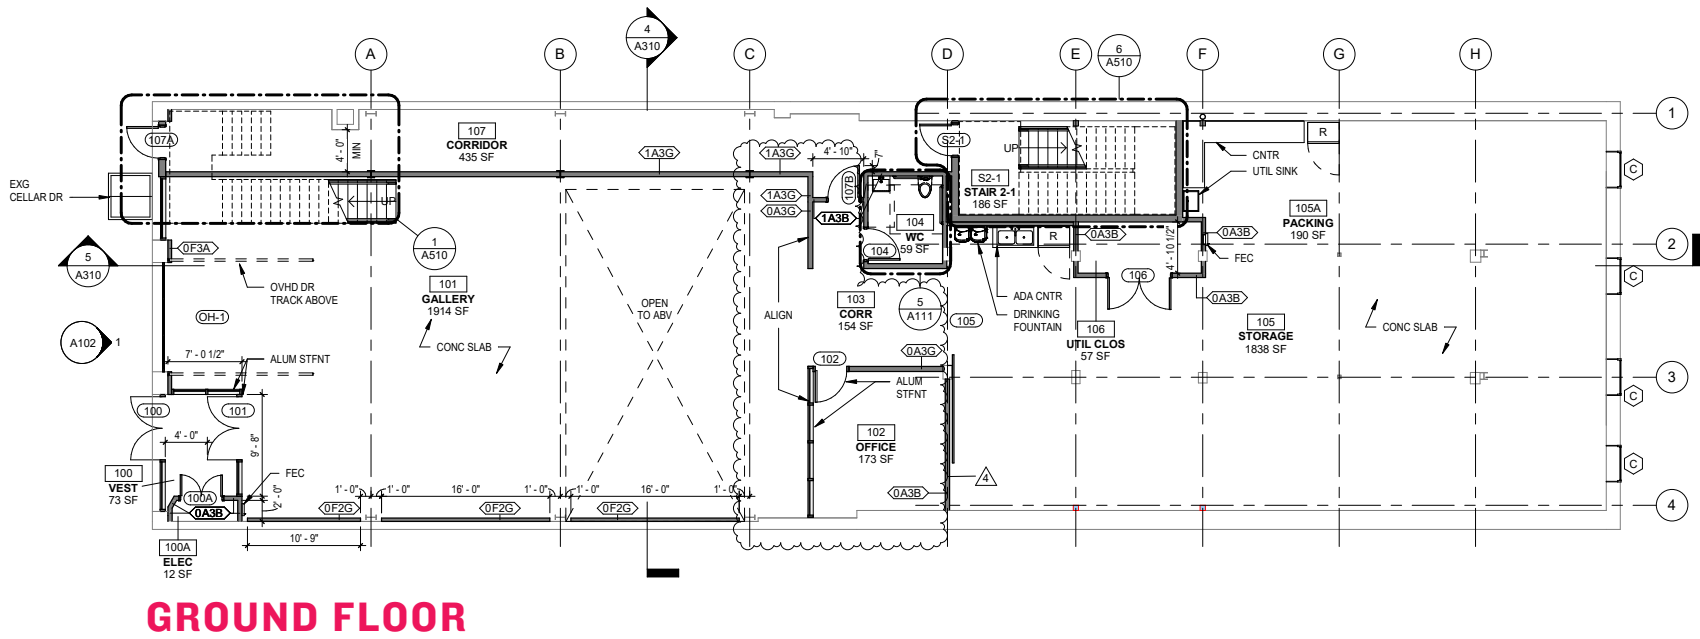 4
A310
6
A510
A
B
C
D
E
F
G
H
1
107A
107
CORRIDOR
435 SF
4' - 0"
MIN
1A3G
1A3G
4' - 10"
7"
S2-1
UP
S2-1
STAIR 2-1
186 SF
R
CNTR
UTIL SINK
C
EXG
CELLAR DR
UP
1A3G
0A3G
107B
1A3B
104
WC
59 SF
104
105A
PACKING
190 SF
0F3A
1
A510
R
0A3B
4' - 10 1/2"
0A3B
FEC
2
5
A310
OVHD DR
TRACK ABOVE
101
GALLERY
1914 SF
OPEN
TO ABV
ALIGN
103
CORR
154 SF
5
A111
105
ADA CNTR
DRINKING
FOUNTAIN
106
0A3B
C
OH-1
A102
1
CONC SLAB
106
UTIL CLOS
57 SF
105
STORAGE
1838 SF
CONC SLAB
7' - 0 1/2"
ALUM STFNT
102
0A3G
ALUM
STFNT
3
C
100
101
4' - 0"
9' - 8"
102
OFFICE
173 SF
100
VEST
73 SF
FEC
100A
0A3B
2' - 0"
1' - 0"
1' - 0"
16' - 0"
1' - 0"
1' - 0"
16' - 0"
1' - 0"
0F2G
0F2G
0F2G
0A3B
4
C
4
10' - 9"
100A
ELEC
12 SF
GROUND FLOOR